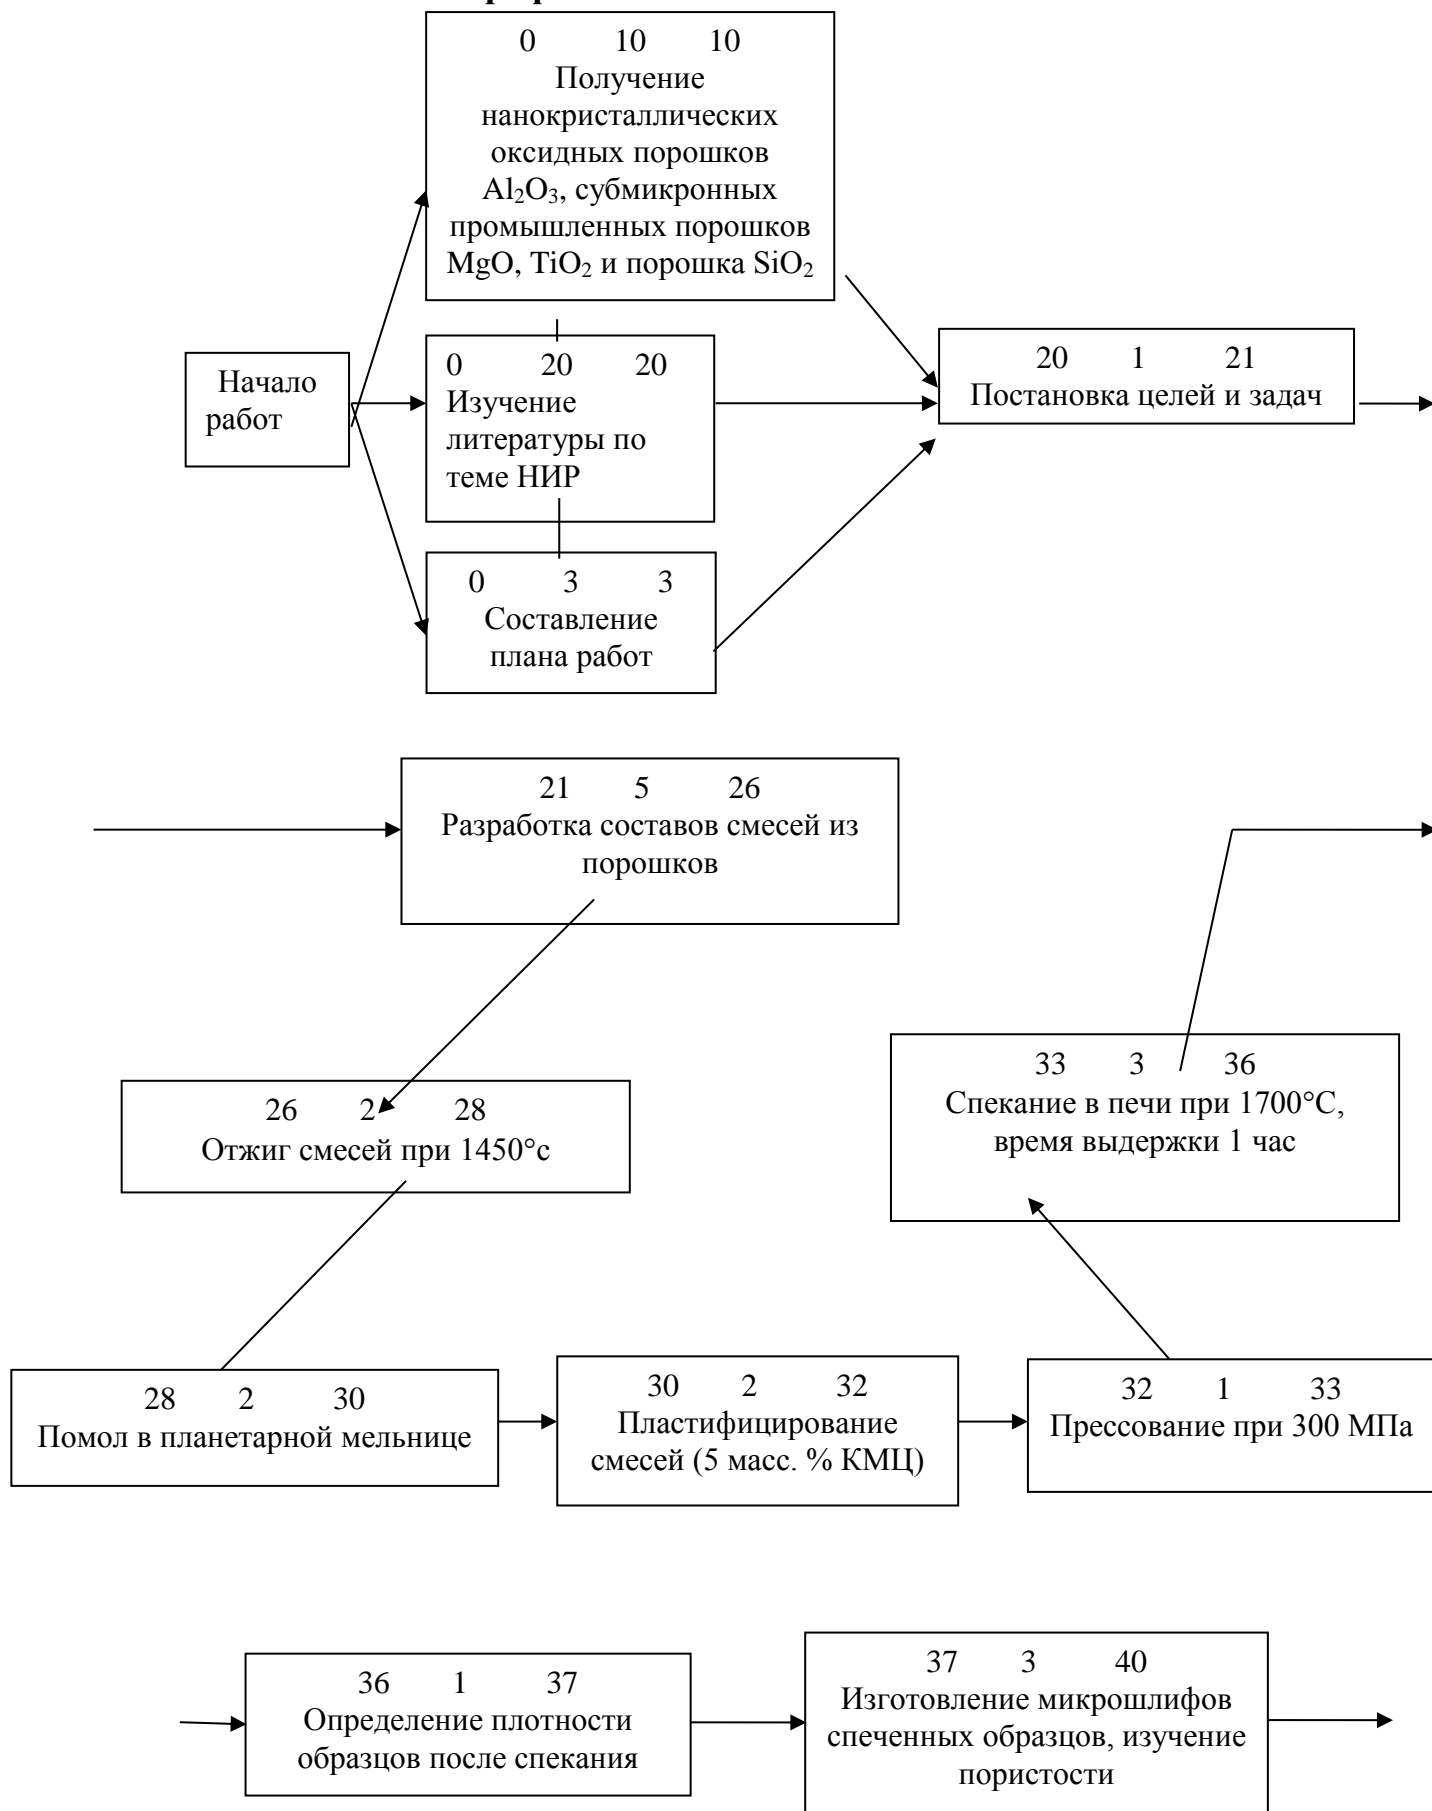 0 10 10
Получение
нанокристаллических
оксидных порошков
Al₂O₃, субмикронных
промышленных порошков
MgO, TiO₂ и порошка SiO₂
Начало
работ
0 20 20
Изучение
литературы по
теме НИР
20 1 21
Постановка целей и задач
0 3 3
Составление
плана работ
21 5 26
Разработка составов смесей из
порошков
26 2 28
Отжиг смесей при 1450°с
33 3 36
Спекание в печи при 1700°С,
время выдержки 1 час
28 2 30
Помол в планетарной мельнице
30 2 32
Пластифицирование
смесей (5 масс. % КМЦ)
32 1 33
Прессование при 300 МПа
36 1 37
Определение плотности
образцов после спекания
37 3 40
Изготовление микрошлифов
спеченных образцов, изучение
пористости